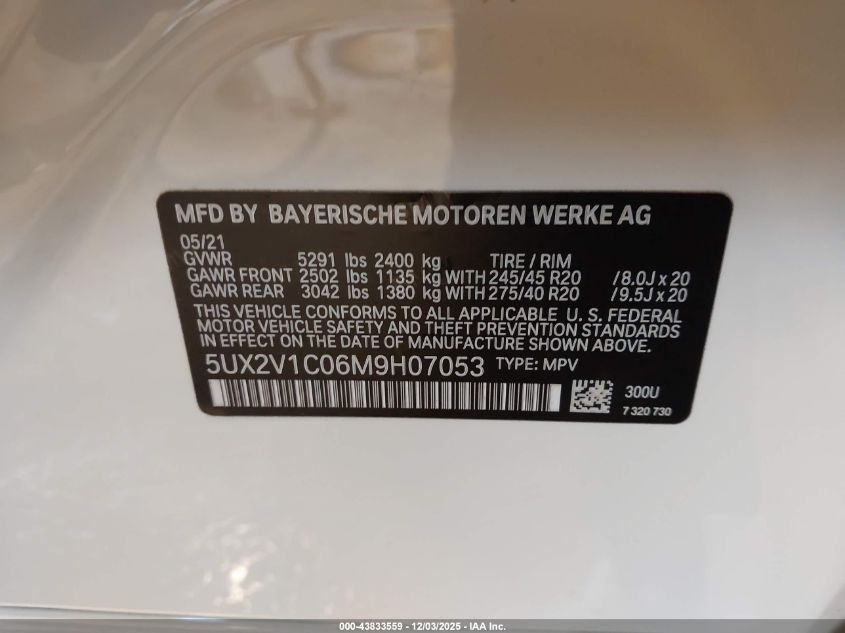 MFD BY BAYERISCHE MOTOREN WERKE AG
05/21
GVWR 5291 lbs 2400 kg TIRE / RIM
GAWR FRONT 2502 lbs 1135 kg WITH 245/45 R20 /8.0J x 20
GAWR REAR 3042 lbs 1380 kg WITH 275/40 R20 /9.5J x 20
THIS VEHICLE CONFORMS TO ALL APPLICABLE U. S. FEDERAL
MOTOR VEHICLE SAFETY AND THEFT PREVENTION STANDARDS
IN EFFECT ON THE DATE OF MANUFACTURE SHOWN ABOVE.
5UX2V1C06M9H07053 TYPE: MPV
300U
7 320 730
000-43833559 - 12/03/2025 - IAA Inc.